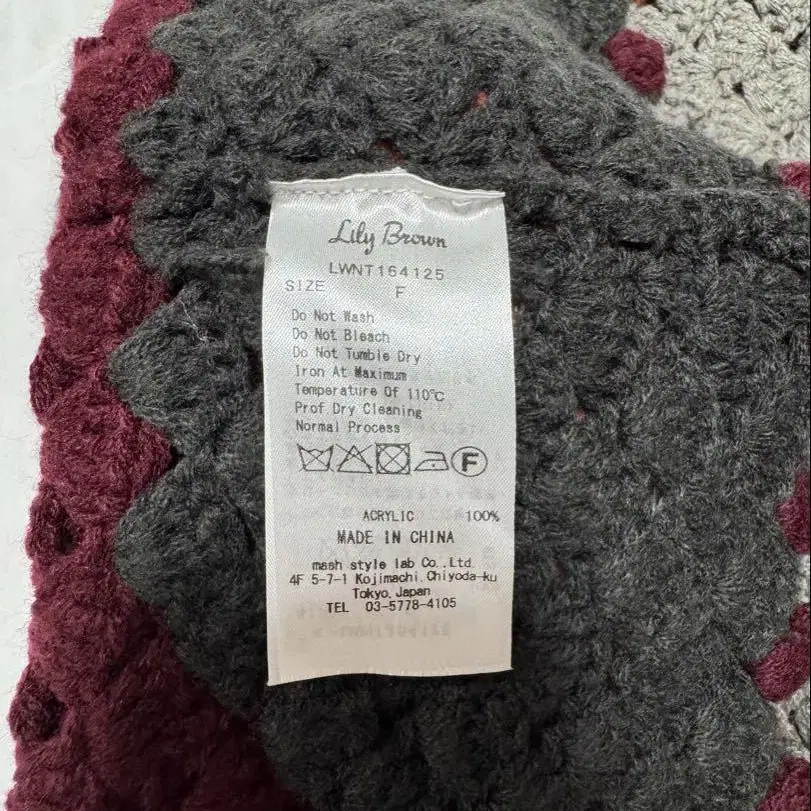 Lily Brown
LWNT164125
SIZE F
Do Not Wash
Do Not Bleach
Do Not Tumble Dry
Iron At Maximum
Temperature Of 110℃
Prof Dry Cleaning
Normal Process
F
ACRYLIC 100%
MADE IN CHINA
mash style lab Co.,Ltd.
4F 5-7-1 Kojimachi, Chiyoda-ku
Tokyo, Japan
TEL 03-5778-4105